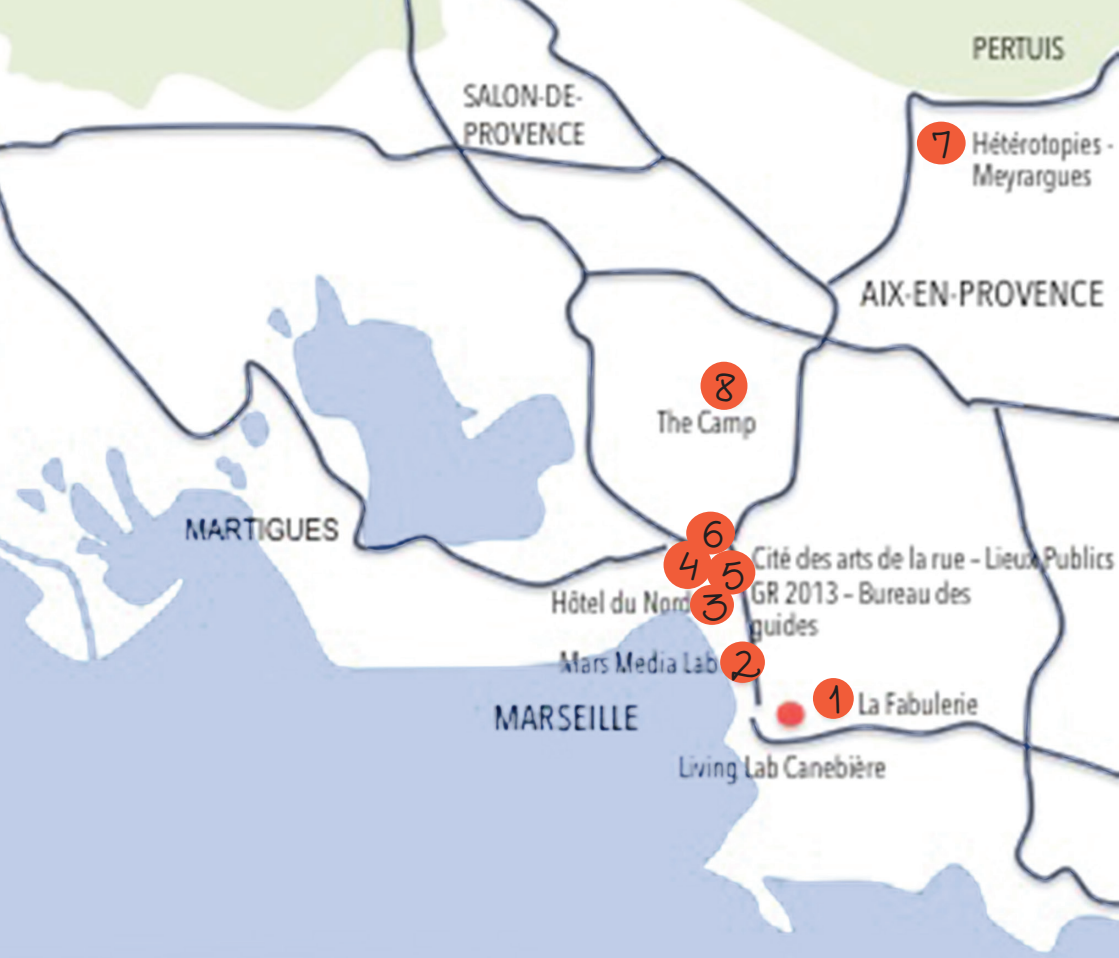 PERTUIS
SALON-DE-
PROVENCE
7 Hétérotopies -
Meyrargues
AIX-EN-PROVENCE
8
The Camp
MARTIGUES
6
4 5 Cité des arts de la rue - Lieux Publics
Hôtel du Nord 3 GR 2013 - Bureau des
guides
Mars Media Lab 2
MARSEILLE
1 La Fabulerie
Living Lab Canebière